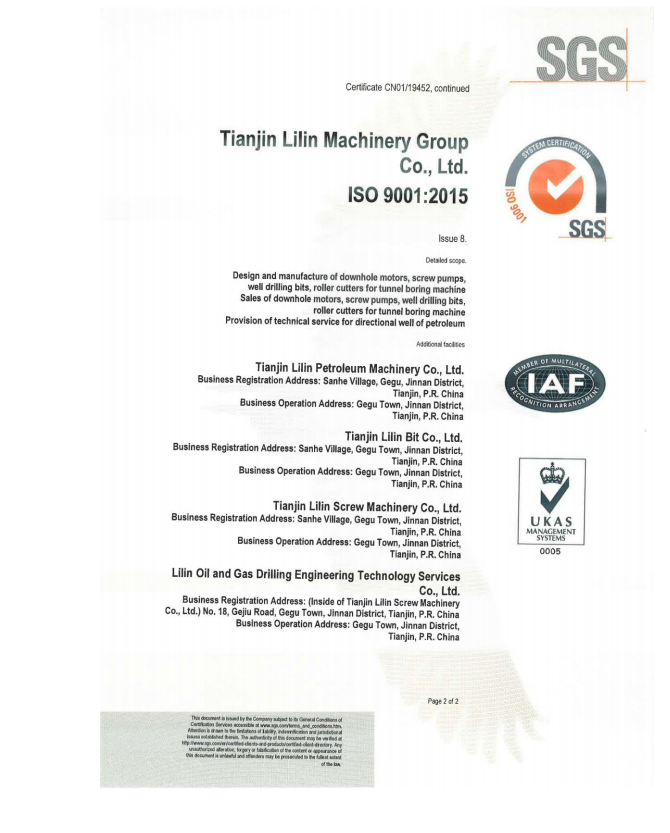 SGS
Certificate CN01/19452, continued
Tianjin Lilin Machinery Group
Co., Ltd.
ISO 9001:2015
SYSTEM CERTIFICATION
ISO 9001
SGS
Issue 8.
Detailed scope.
Design and manufacture of downhole motors, screw pumps,
well drilling bits, roller cutters for tunnel boring machine
Sales of downhole motors, screw pumps, well drilling bits,
roller cutters for tunnel boring machine
Provision of technical service for directional well of petroleum
Additional facilities
Tianjin Lilin Petroleum Machinery Co., Ltd.
Business Registration Address: Sanhe Village, Gegu, Jinnan District,
Tianjin, P.R. China
Business Operation Address: Gegu Town, Jinnan District,
Tianjin, P.R. China
MEMBER OF MULTILATERAL
IAF
RECOGNITION ARRANGEMENT
Tianjin Lilin Bit Co., Ltd.
Business Registration Address: Sanhe Village, Gegu Town, Jinnan District,
Tianjin, P.R. China
Business Operation Address: Gegu Town, Jinnan District,
Tianjin, P.R. China
Tianjin Lilin Screw Machinery Co., Ltd.
Business Registration Address: Sanhe Village, Gegu Town, Jinnan District,
Tianjin, P.R. China
Business Operation Address: Gegu Town, Jinnan District,
Tianjin, P.R. China
UKAS
MANAGEMENT
SYSTEMS
0005
Lilin Oil and Gas Drilling Engineering Technology Services
Co., Ltd.
Business Registration Address: (Inside of Tianjin Lilin Screw Machinery
Co., Ltd.) No. 18, Gejiu Road, Gegu Town, Jinnan District, Tianjin, P.R. China
Business Operation Address: Gegu Town, Jinnan District,
Tianjin, P.R. China
Page 2 of 2
This document is issued by the Company subject to its General Conditions of
Certification Services accessible at www.sgs.com/terms_and_conditions.htm.
Attention is drawn to the limitations of liability, indemnification and jurisdictional
issues established therein. The authenticity of this document may be verified at
http://www.sgs.com/en/certified-clients-and-products/certified-client-directory. Any
unauthorized alteration, forgery or falsification of the content or appearance of
this document is unlawful and offenders may be prosecuted to the fullest extent
of the law.